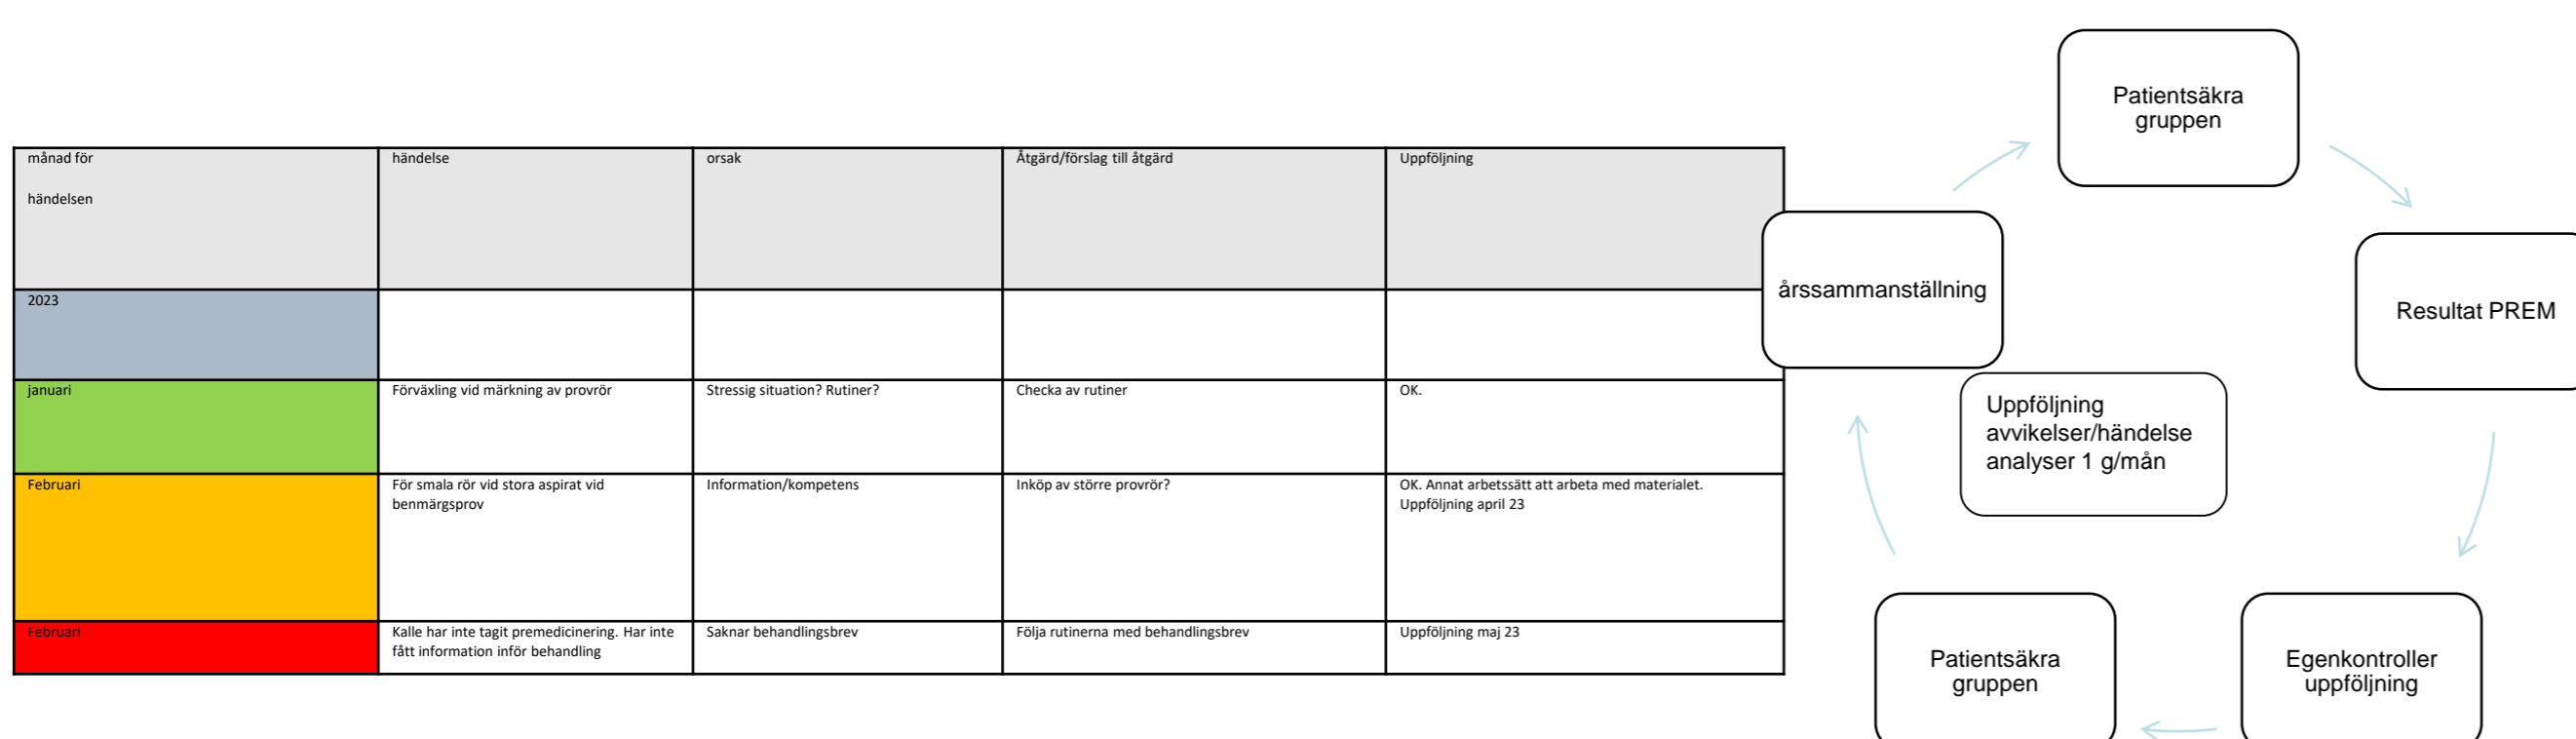 månad för
händelsen
händelse
orsak
Åtgärd/förslag till åtgärd
Uppföljning
2023
januari
Förväxling vid märkning av provrör
Stressig situation? Rutiner?
Checka av rutiner
OK.
Februari
För smala rör vid stora aspirat vid
benmärgsprov
Information/kompetens
Inköp av större provrör?
OK. Annat arbetssätt att arbeta med materialet.
Uppföljning april 23
Februari
Kalle har inte tagit premedicinering. Har inte
fått information inför behandling
Saknar behandlingsbrev
Följa rutinerna med behandlingsbrev
Uppföljning maj 23
Patientsäkra
gruppen
Resultat PREM
Egenkontroller
uppföljning
Patientsäkra
gruppen
årssammanställning
Uppföljning
avvikelser/händelse
analyser 1 g/mån